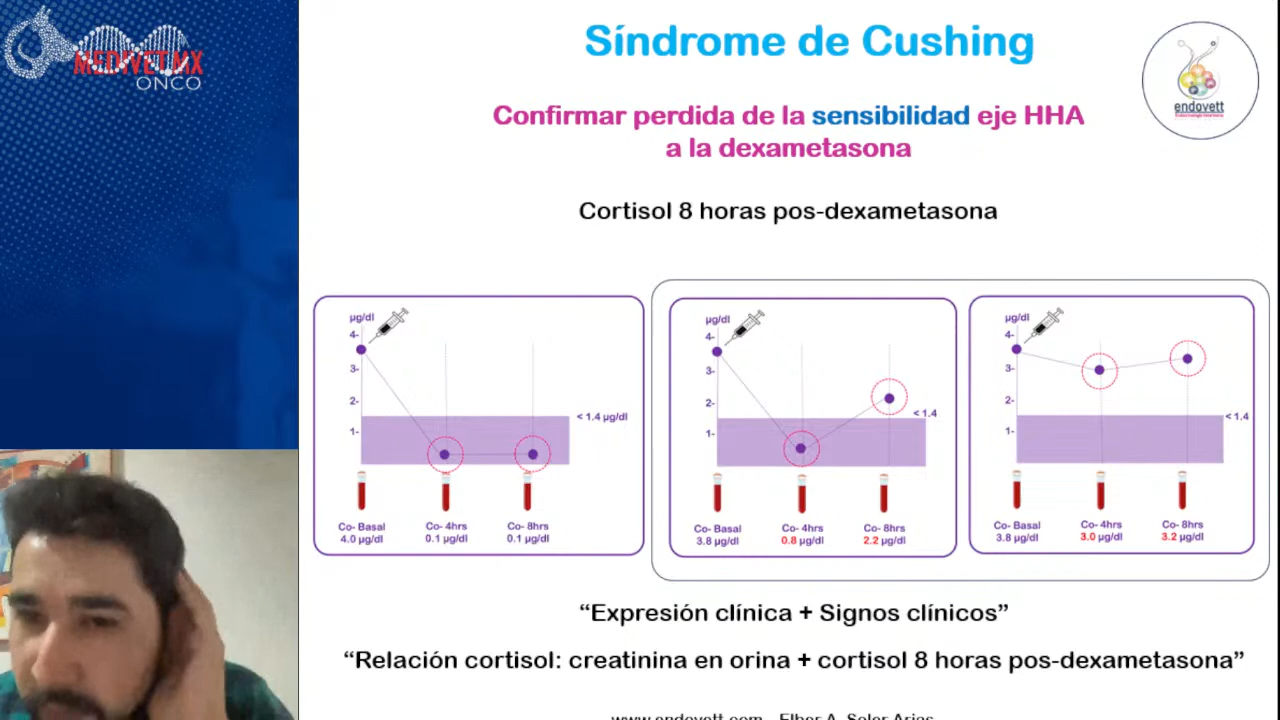 MEDIVET.MX
ONCO
Síndrome de Cushing
endovett
Confirmar perdida de la sensibilidad eje HHA
a la dexametasona
Cortisol 8 horas pos-dexametasona
µg/dl
4-
3-
2-
1-
< 1.4 µg/dl
Co- Basal
4.0 µg/dl
Co- 4hrs
0.1 µg/dl
Co- 8hrs
0.1 µg/dl
µg/dl
4-
3-
2-
1-
< 1.4
Co- Basal
3.8 µg/dl
Co- 4hrs
0.8 µg/dl
Co- 8hrs
2.2 µg/dl
µg/dl
4-
3-
2-
1-
< 1.4
Co- Basal
3.8 µg/dl
Co- 4hrs
3.0 µg/dl
Co- 8hrs
3.2 µg/dl
“Expresión clínica + Signos clínicos”
“Relación cortisol: creatinina en orina + cortisol 8 horas pos-dexametasona”
www.endovett.com - Elber A. Soler Arias